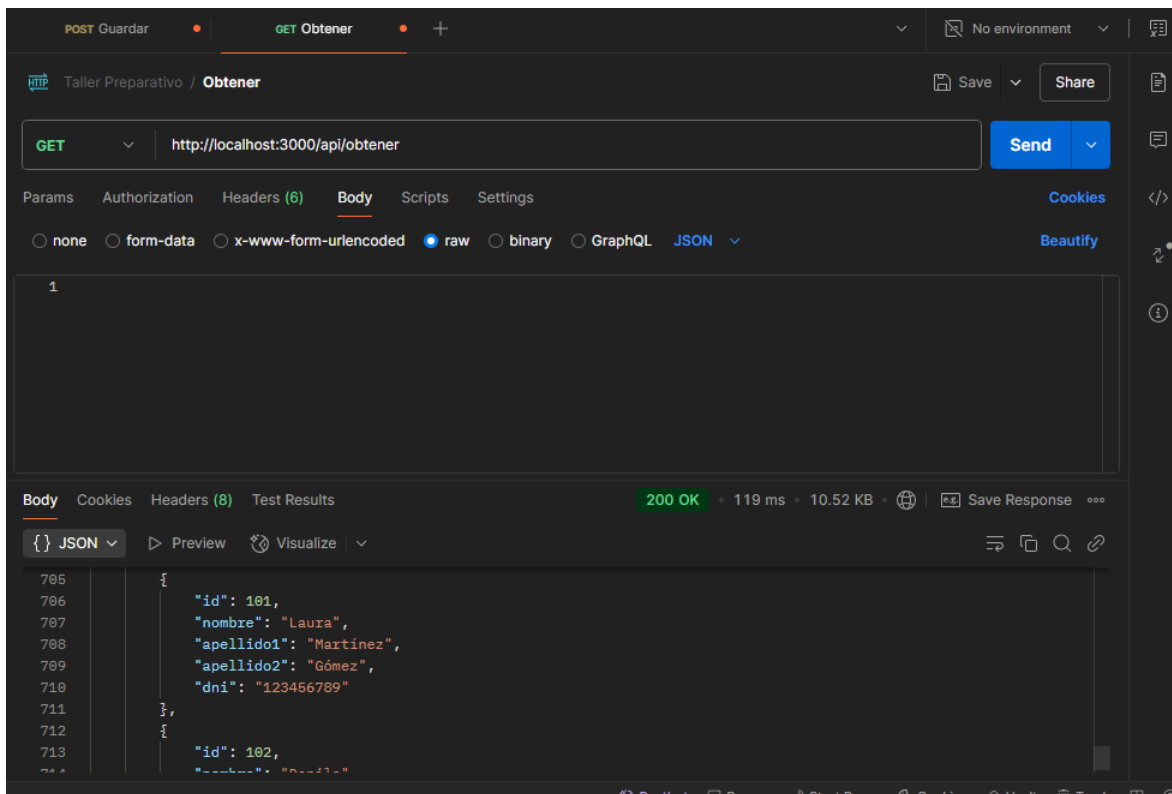 POST Guardar
GET Obtener
No environment
HTTP Taller Preparativo / Obtener
Save
Share
GET
http://localhost:3000/api/obtener
Send
Params Authorization Headers (6) Body Scripts Settings
Cookies
none form-data x-www-form-urlencoded raw binary GraphQL JSON
Beautify
1
Body Cookies Headers (8) Test Results
200 OK • 119 ms • 10.52 KB
e.g. Save Response
{} JSON Preview Visualize
705 {
706 "id": 101,
707 "nombre": "Laura",
708 "apellido1": "Martínez",
709 "apellido2": "Gómez",
710 "dni": "123456789"
711 },
712 {
713 "id": 102,